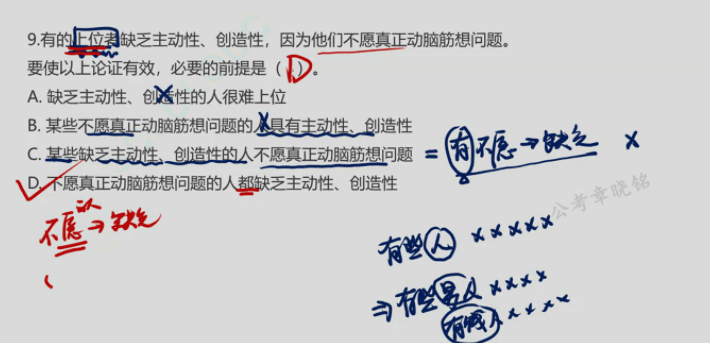 9.有的上位者缺乏主动性、创造性，因为他们不愿真正动脑筋想问题。
要使以上论证有效，必要的前提是（D）。
A. 缺乏主动性、创造性的人很难上位
B. 某些不愿真正动脑筋想问题的人具有主动性、创造性
C. 某些缺乏主动性、创造性的人不愿真正动脑筋想问题 = 有不愿→缺乏 ×
D. 不愿真正动脑筋想问题的人都缺乏主动性、创造性
不愿→缺乏
公考章晓铭
有些人 ×××××
⇒有些男人 ××××
有钱人 ××××